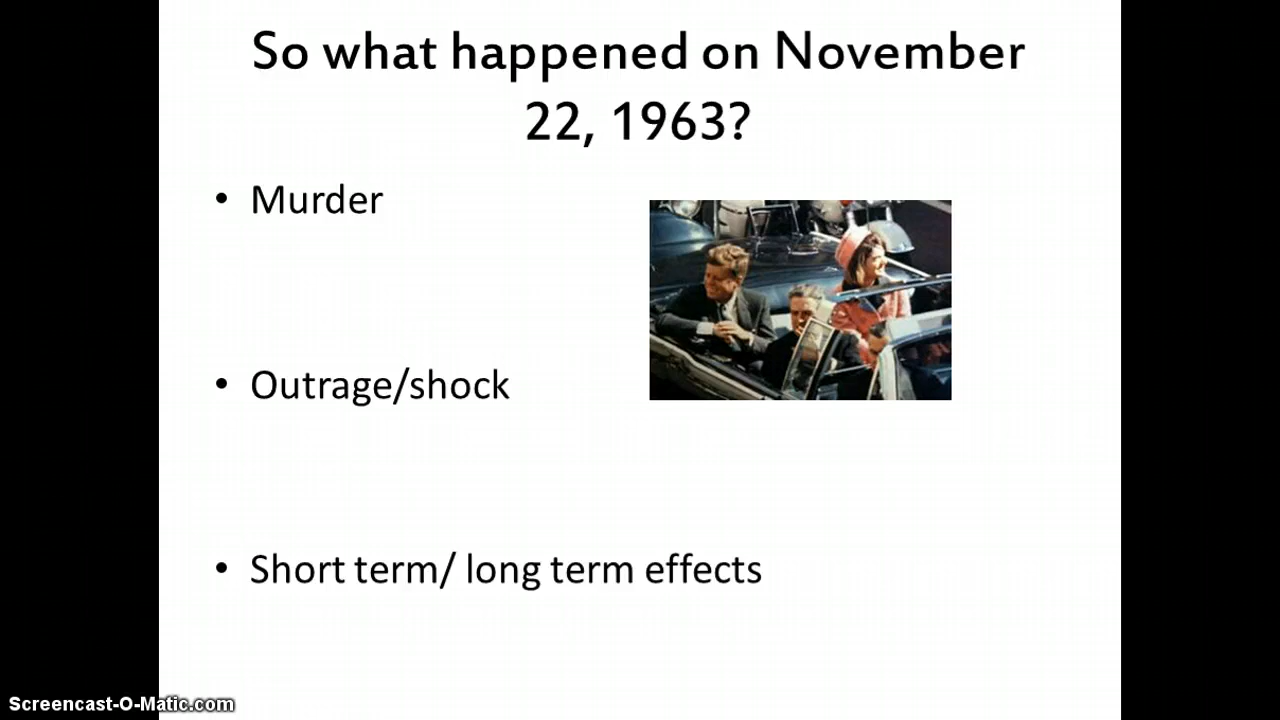 So what happened on November
22, 1963?
• Murder
• Outrage/shock
• Short term/ long term effects
Screencast-O-Matic.com